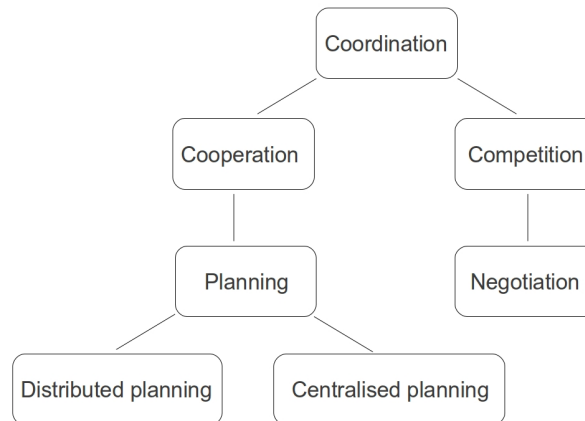 Coordination
Cooperation
Competition
Planning
Negotiation
Distributed planning
Centralised planning